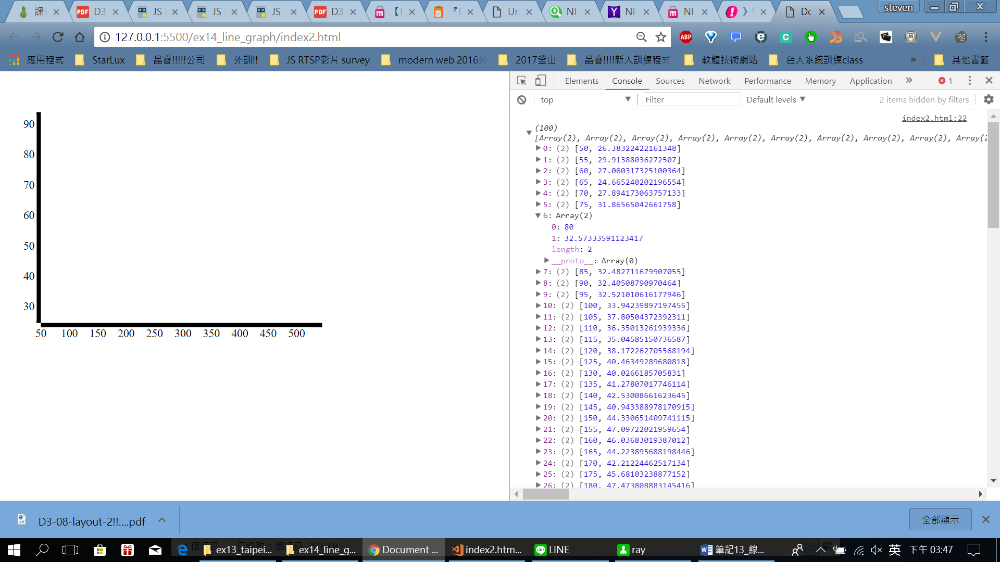 課程 D3 JS JS JS D3 【 『 Un NI NI NI 》 Do steven
127.0.0.1:5500/ex14_line_graph/index2.html
ABP
應用程式 StarLux 晶睿!!!!!公司 外訓!! JS RTSP影片 survey modern web 2016外 2017釜山 晶睿!!!!新人訓練程式 軟體技術網站 台大系統訓練class » 其他書籤
Elements Console Sources Network Performance Memory Application » 1
top Filter Default levels 2 items hidden by filters
index2.html:22
(100)
[Array(2), Array(2), Array(2), Array(2), Array(2), Array(2), Array(2), Array(2), Array(2), Array(2
0: (2) [50, 26.38322422161348]
1: (2) [55, 29.91388036272507]
2: (2) [60, 27.060317325100364]
3: (2) [65, 24.665240202196554]
4: (2) [70, 27.894173063757133]
5: (2) [75, 31.86565042661758]
6: Array(2)
0: 80
1: 32.57333591123417
length: 2
__proto__: Array(0)
7: (2) [85, 32.482711679907055]
8: (2) [90, 32.40508790970464]
9: (2) [95, 32.521010616177946]
10: (2) [100, 33.94239897197455]
11: (2) [105, 37.80504372392311]
12: (2) [110, 36.35013261939336]
13: (2) [115, 35.04585150736587]
14: (2) [120, 38.172262705568194]
15: (2) [125, 40.46349289680818]
16: (2) [130, 40.0266185705831]
17: (2) [135, 41.27807017746114]
18: (2) [140, 42.53008661623645]
19: (2) [145, 40.943388978170915]
20: (2) [150, 44.330651409741115]
21: (2) [155, 47.09722021959654]
22: (2) [160, 46.03683019387012]
23: (2) [165, 44.223895688198446]
24: (2) [170, 42.21224462517134]
25: (2) [175, 45.68103238877152]
26: (2) [180, 47.473808883145416]
90
80
70
60
50
40
30
50 100 150 200 250 300 350 400 450 500
D3-08-layout-2!!....pdf
全部顯示
ex13_taipei... ex14_line_g... Document ... index2.htm... LINE ray 筆記13_線... 英 下午 03:47